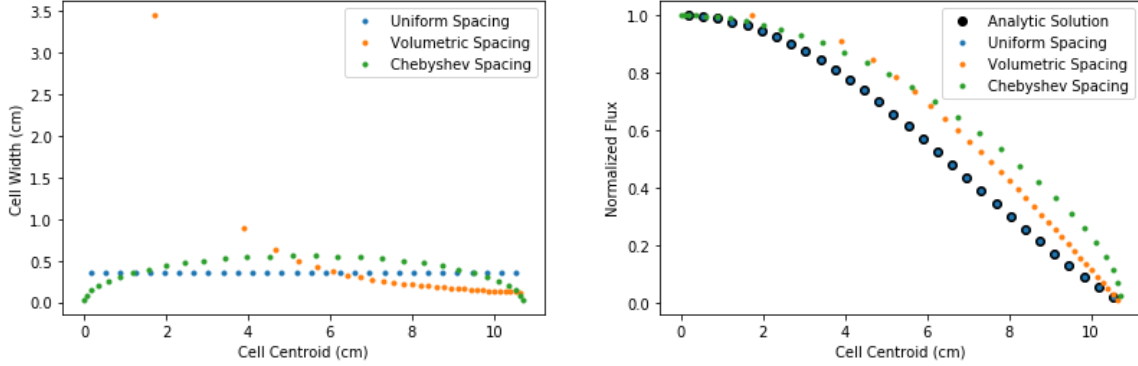 Uniform Spacing
Volumetric Spacing
Chebyshev Spacing
Cell Width (cm)
3.5
3.0
2.5
2.0
1.5
1.0
0.5
0.0
0 2 4 6 8 10
Cell Centroid (cm)
Analytic Solution
Uniform Spacing
Volumetric Spacing
Chebyshev Spacing
Normalized Flux
1.0
0.8
0.6
0.4
0.2
0.0
0 2 4 6 8 10
Cell Centroid (cm)